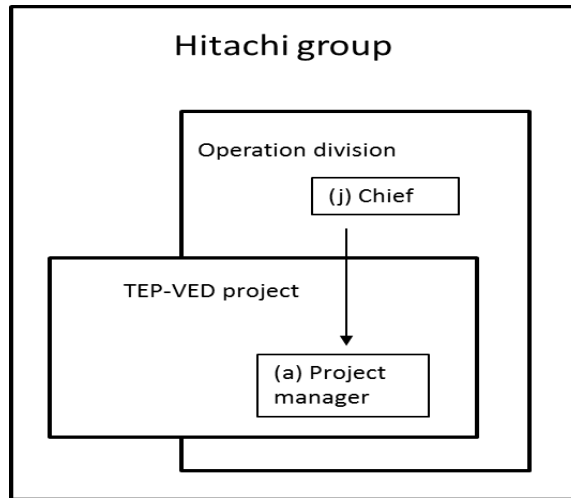 Hitachi group
Operation division
(j) Chief
TEP-VED project
(a) Project
manager